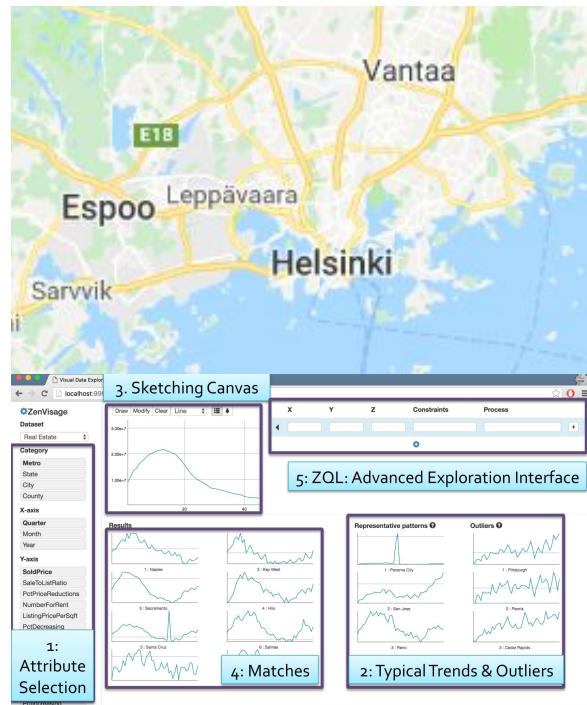 Vantaa
E18
Espoo
Leppävaara
Helsinki
Sarvvik
Visual Data Explor
3. Sketching Canvas
ZenVisage
Dataset
Real Estate
Category
Metro
State
City
County
X-axis
Quarter
Month
Year
Y-axis
SoldPrice
SaleToListRatio
PctPriceReductions
NumberForRent
ListingPricePerSqft
PctDecreasing
1:
Attribute
Selection
Draw Modify Clear Line
20 40
X Y Z Constraints Process
5: ZQL: Advanced Exploration Interface
Results
1 : Naples
2 : Key West
3 : Sacramento
4 : Hilo
5 : Santa Cruz
6 : Salinas
4: Matches
Representative patterns
Outliers
1 : Panama City
1 : Pittsburgh
2 : San Jose
2 : Peoria
3 : Reno
3 : Cedar Rapids
2: Typical Trends & Outliers